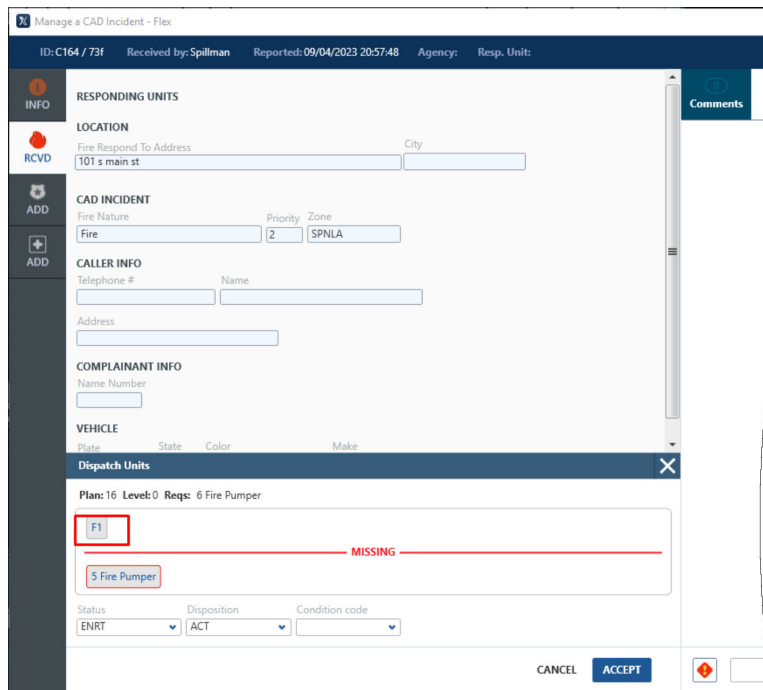 Manage a CAD Incident - Flex
ID: C164 / 73f Received by: Spillman Reported: 09/04/2023 20:57:48 Agency: Resp. Unit:
INFO
RCVD
ADD
ADD
RESPONDING UNITS
LOCATION
Fire Respond To Address City
101 s main st
CAD INCIDENT
Fire Nature Priority Zone
Fire 2 SPNLA
CALLER INFO
Telephone # Name
Address
COMPLAINANT INFO
Name Number
VEHICLE
Plate State Color Make
0
Comments
Dispatch Units
Plan: 16 Level: 0 Reqs: 6 Fire Pumper
F1
MISSING
5 Fire Pumper
Status Disposition Condition code
ENRT ACT
CANCEL ACCEPT